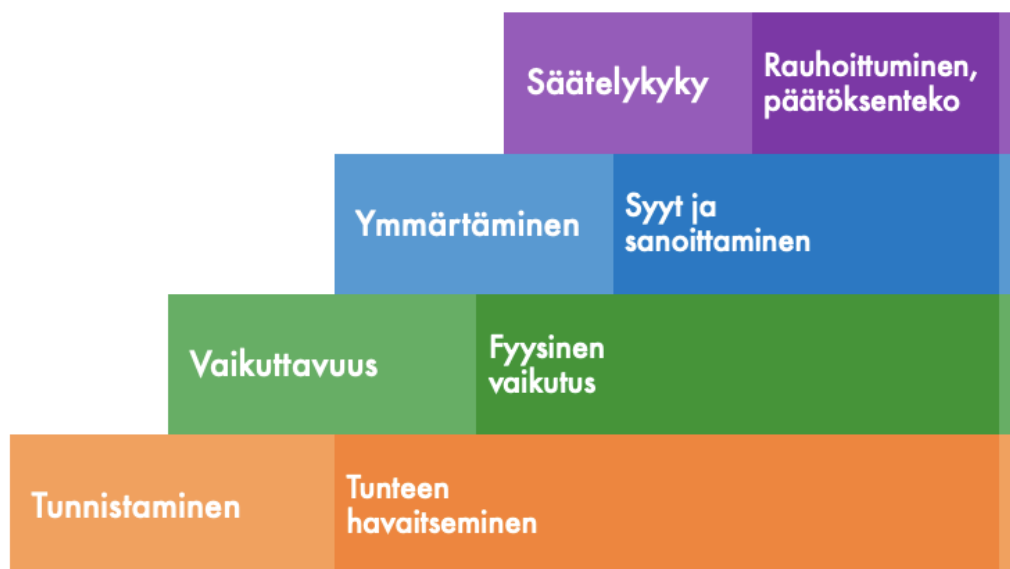 Säätelykyky
Rauhoittuminen,
päätöksenteko
Ymmärtäminen
Syyt ja
sanoittaminen
Vaikuttavuus
Fyysinen
vaikutus
Tunnistaminen
Tunteen
havaitseminen